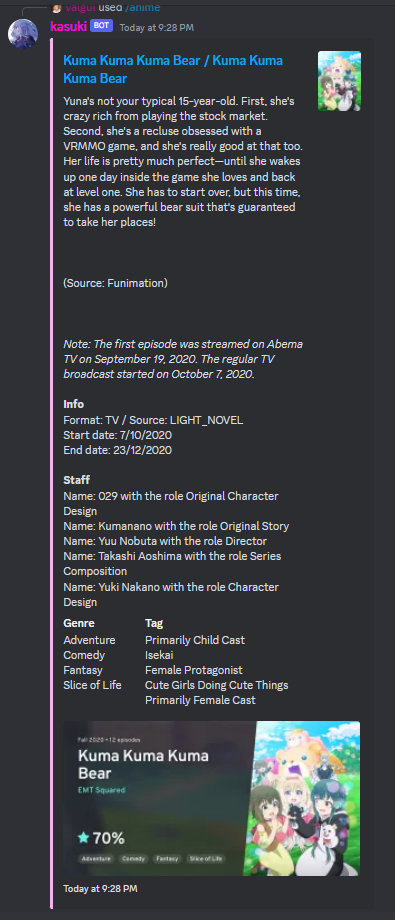 valgul used /anime
kasuki BOT Today at 9:28 PM
Kuma Kuma Kuma Bear / Kuma Kuma
Kuma Bear
Yuna's not your typical 15-year-old. First, she's
crazy rich from playing the stock market.
Second, she's a recluse obsessed with a
VRMMO game, and she's really good at that too.
Her life is pretty much perfect—until she wakes
up one day inside the game she loves and back
at level one. She has to start over, but this time,
she has a powerful bear suit that's guaranteed
to take her places!
(Source: Funimation)
Note: The first episode was streamed on Abema
TV on September 19, 2020. The regular TV
broadcast started on October 7, 2020.
Info
Format: TV / Source: LIGHT_NOVEL
Start date: 7/10/2020
End date: 23/12/2020
Staff
Name: 029 with the role Original Character
Design
Name: Kumanano with the role Original Story
Name: Yuu Nobuta with the role Director
Name: Takashi Aoshima with the role Series
Composition
Name: Yuki Nakano with the role Character
Design
Genre
Adventure
Comedy
Fantasy
Slice of Life
Tag
Primarily Child Cast
Isekai
Female Protagonist
Cute Girls Doing Cute Things
Primarily Female Cast
Fall 2020 • 12 episodes
Kuma Kuma Kuma
Bear
EMT Squared
70%
Adventure Comedy Fantasy Slice of Life
Today at 9:28 PM